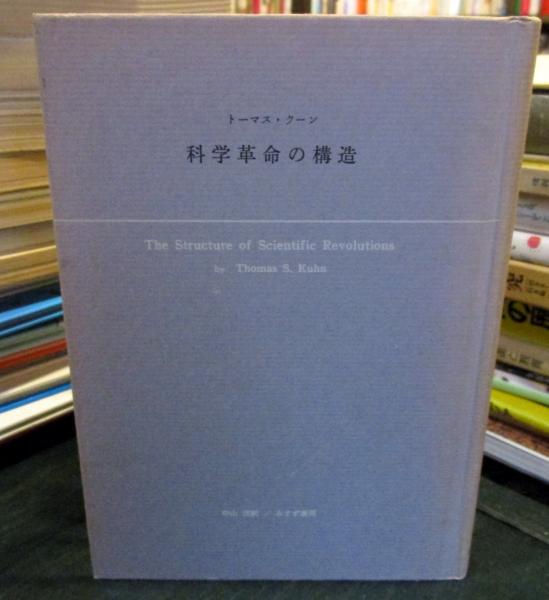 トーマス・クーン
科学革命の構造
The Structure of Scientific Revolutions
by Thomas S. Kuhn
中山 茂訳 / みすず書房